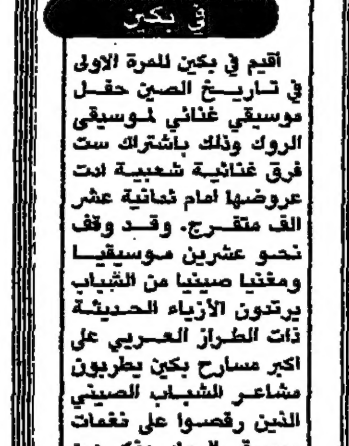 في بكين
أقيم في بكين للمرة الاولى
في تاريخ الصين حفل
موسيقي غنائي لموسيقى
الروك وذلك باشتراك ست
فرق غنائية شعبية ادت
عروضها امام ثمانية عشر
الف متفرج. وقد وقف
نحو عشرين موسيقيا
ومغنيا صينيا من الشباب
يرتدون الأزياء الحديثة
ذات الطراز الغربي على
اكبر مسارح بكين يطربون
مشاعر الشباب الصيني
الذين رقصوا على نغمات